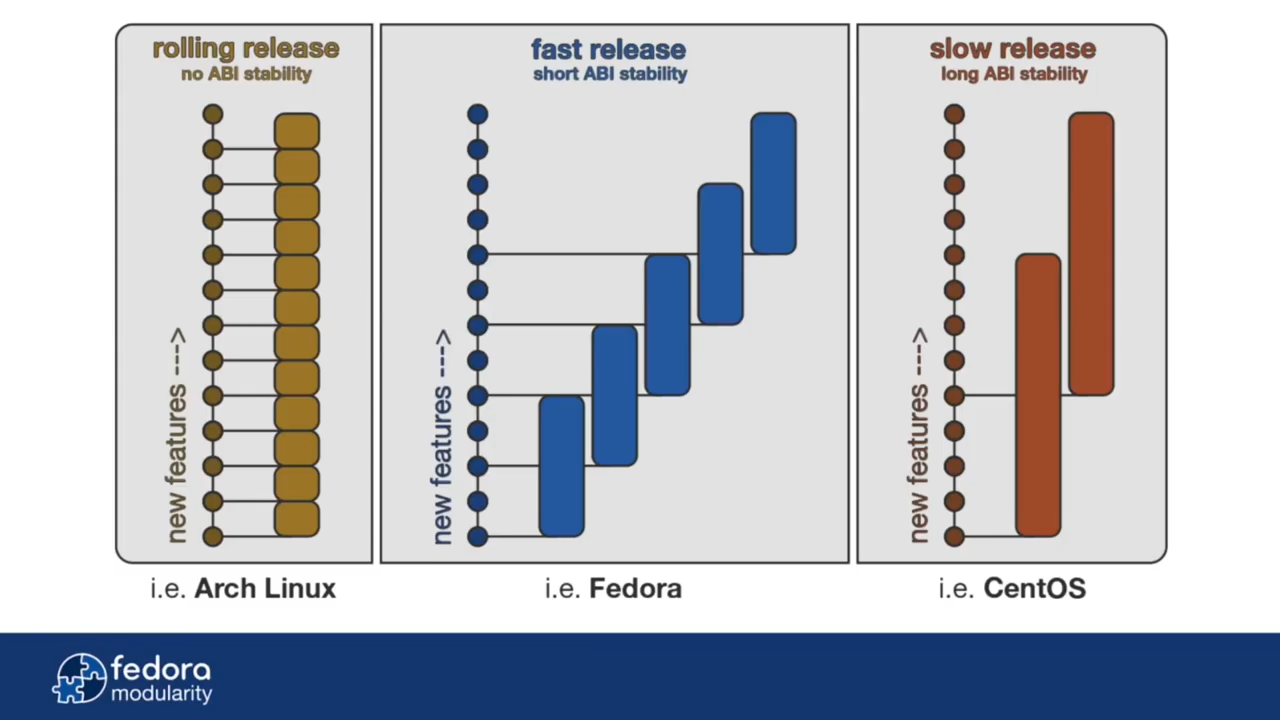 rolling release
no ABI stability
new features ---->
i.e. Arch Linux
fast release
short ABI stability
new features ---->
i.e. Fedora
slow release
long ABI stability
new features ---->
i.e. CentOS
fedora
modularity